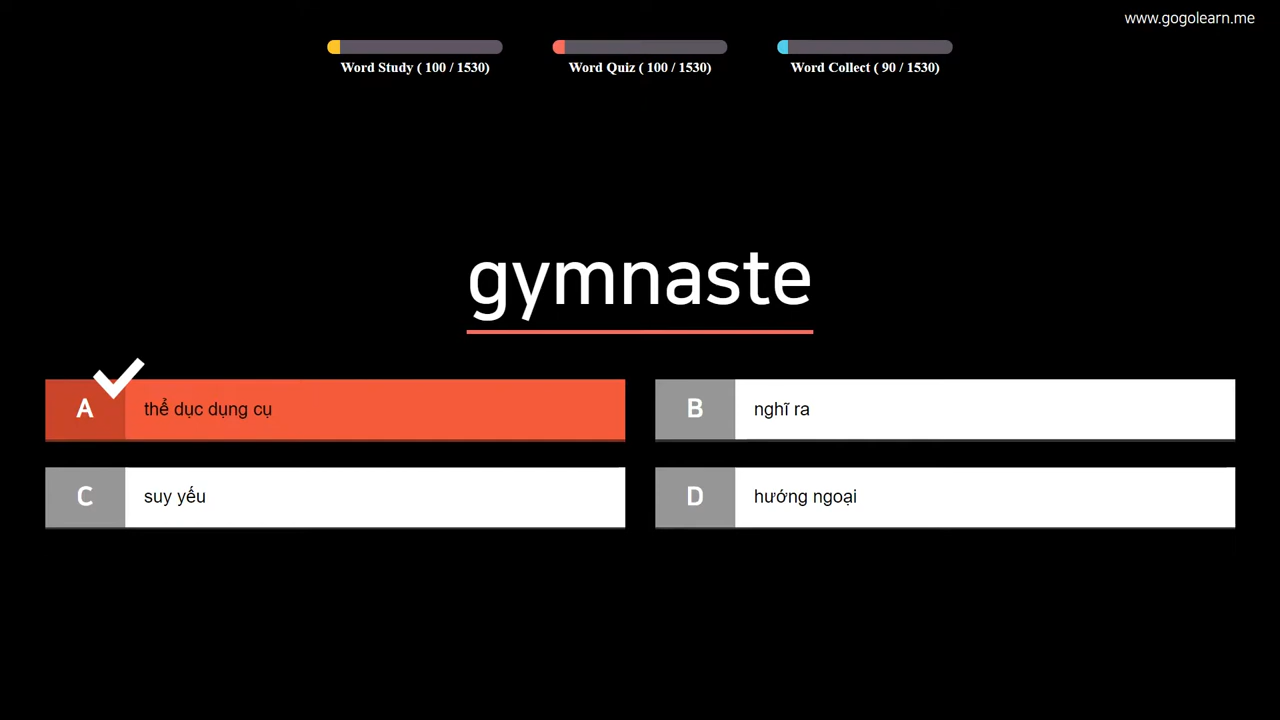 www.gogolearn.me
Word Study ( 100 / 1530)
Word Quiz ( 100 / 1530)
Word Collect ( 90 / 1530)
gymnaste
A thể dục dụng cụ
B nghĩ ra
C suy yếu
D hướng ngoại